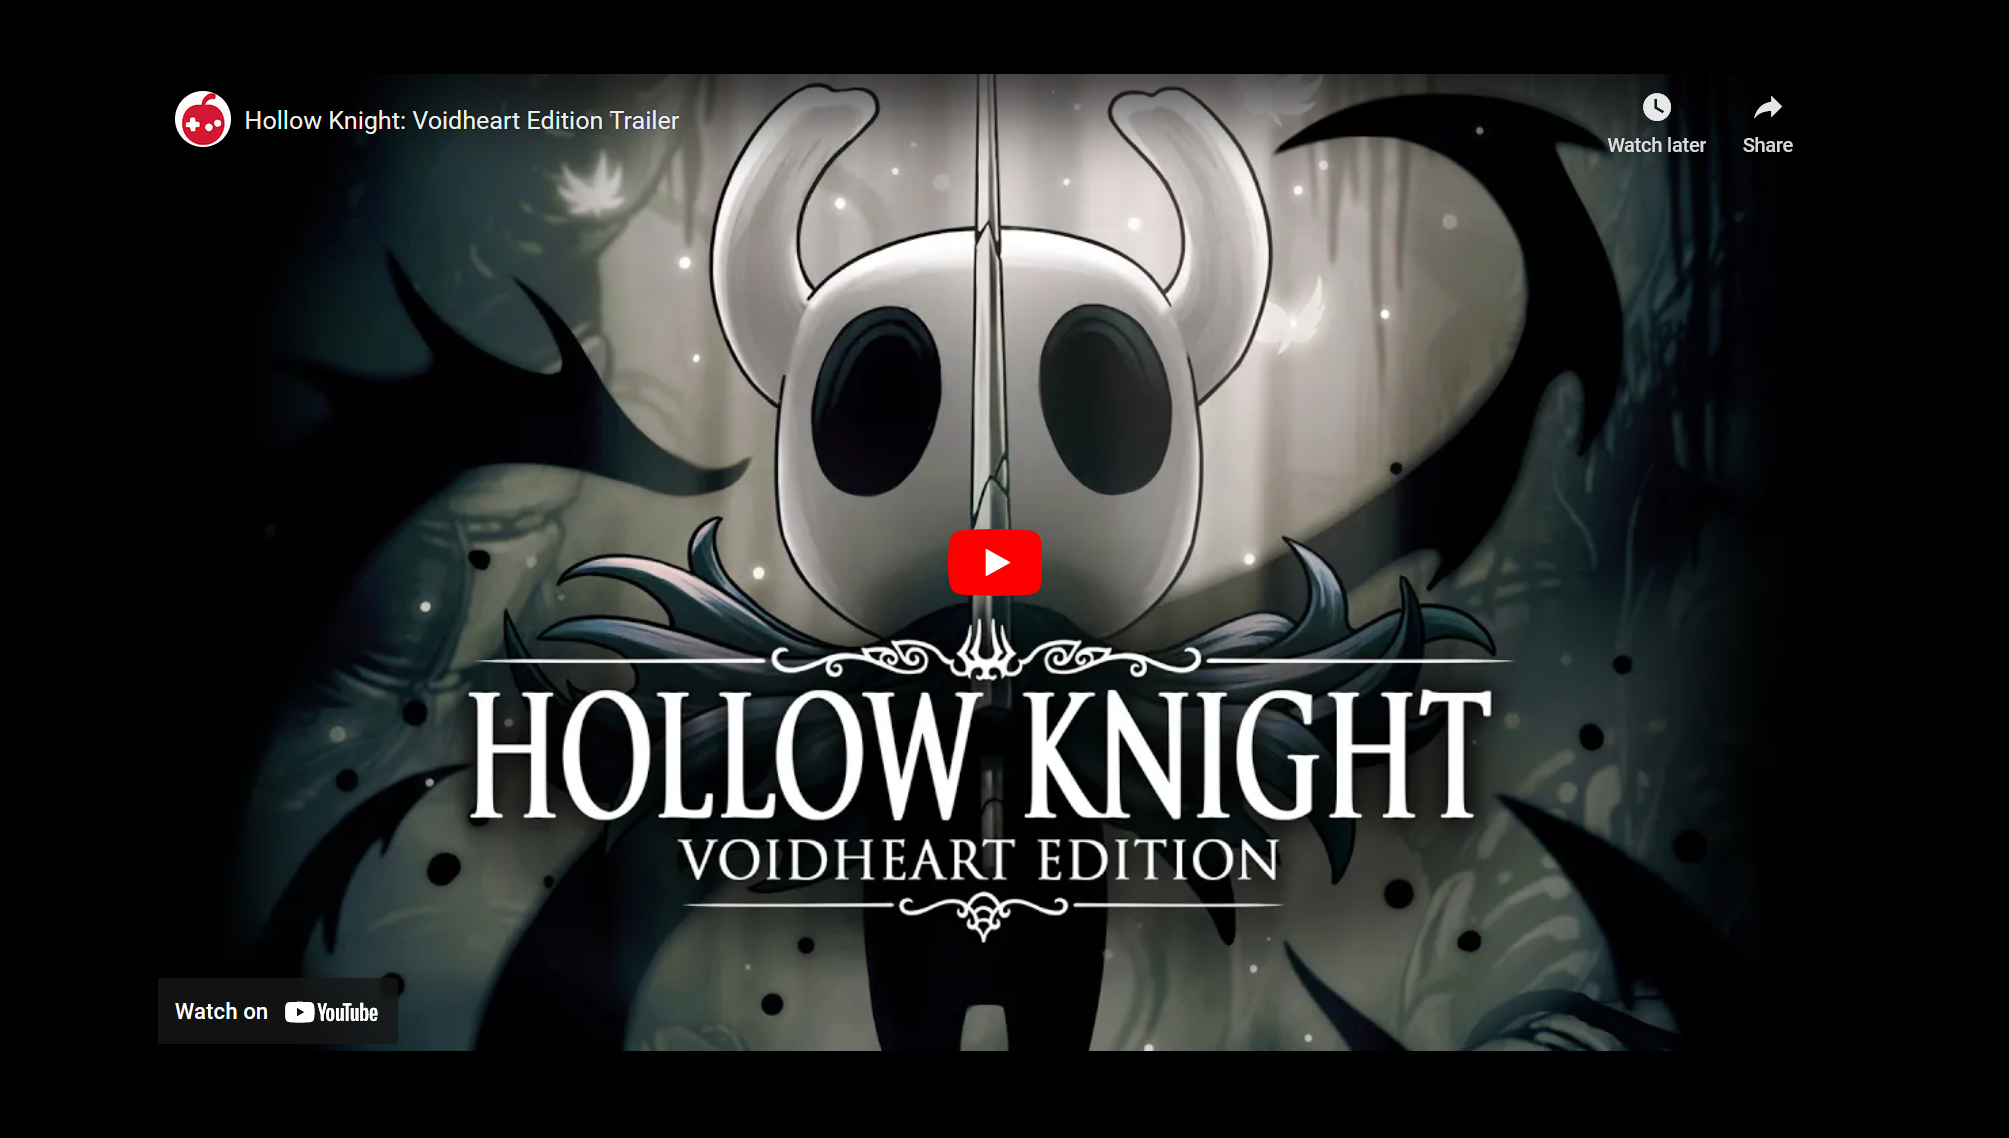 Hollow Knight: Voidheart Edition Trailer
Watch later
Share
HOLLOW KNIGHT
VOIDHEART EDITION
Watch on YouTube